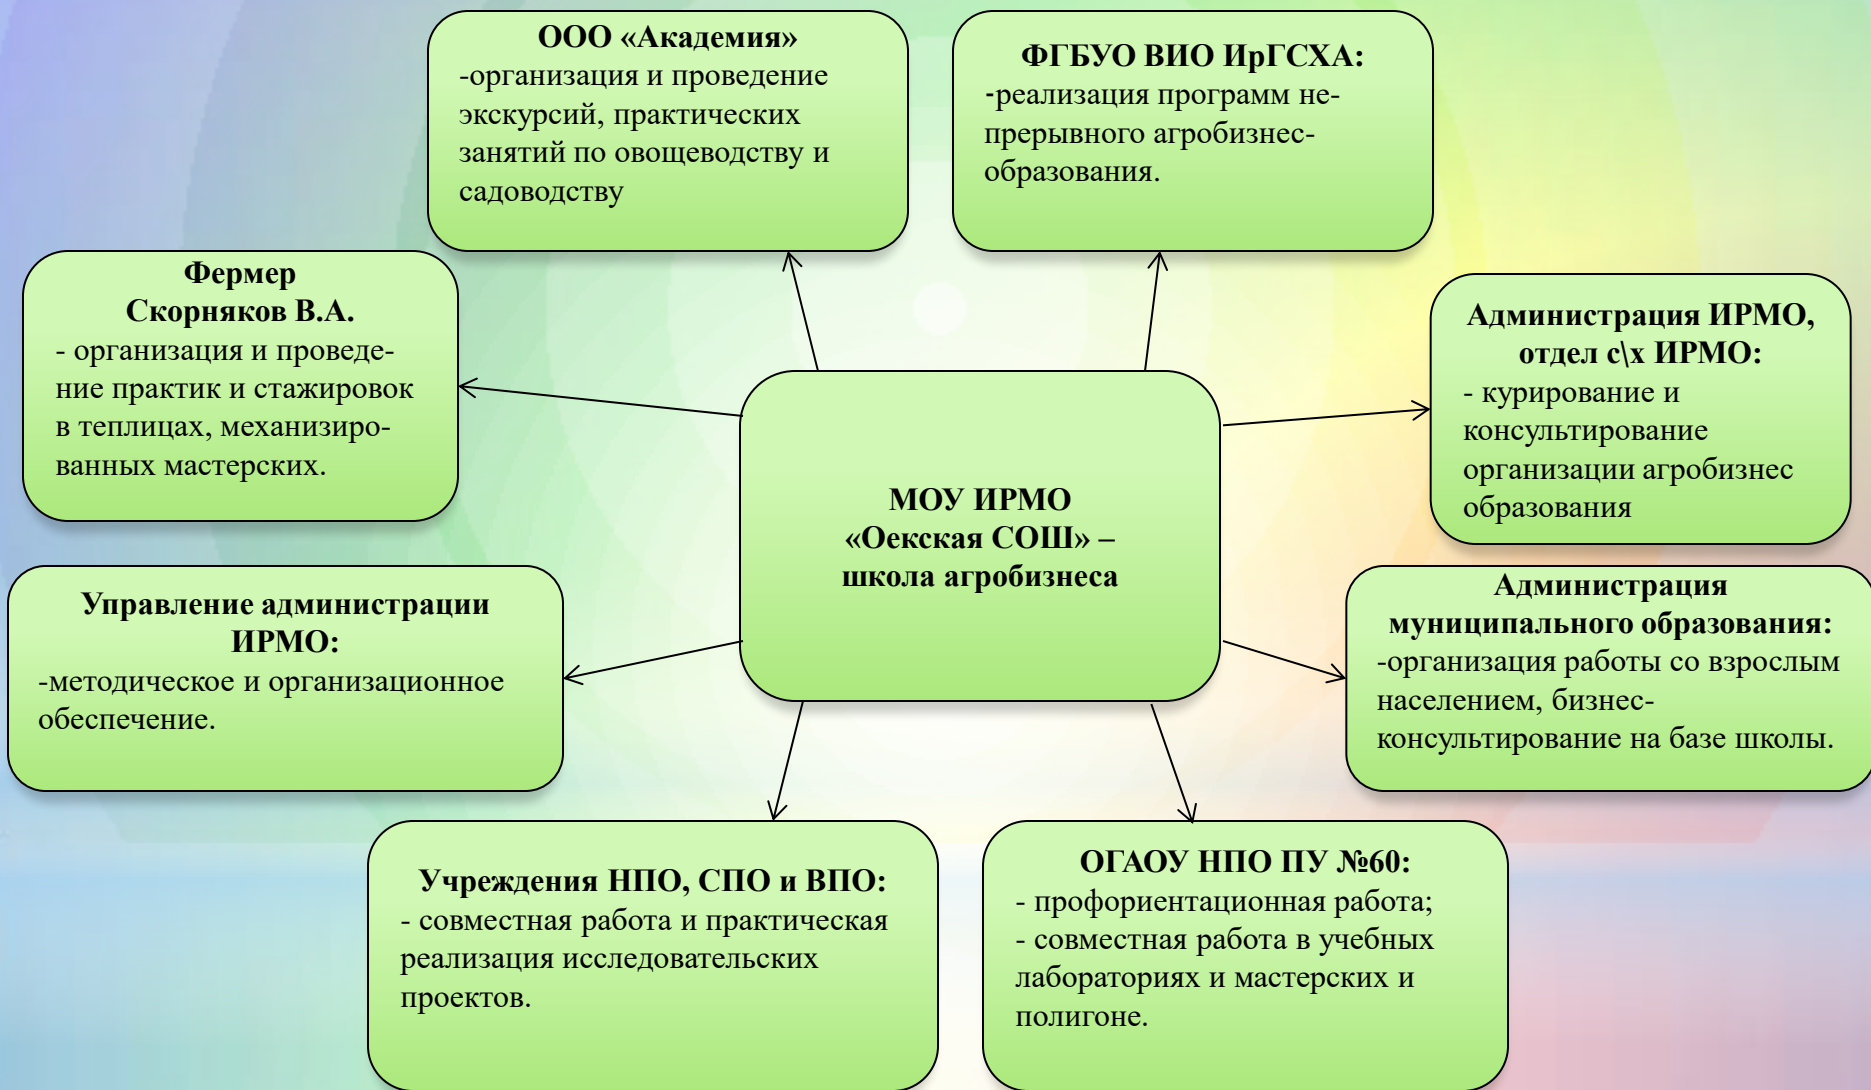 ООО «Академия»
-организация и проведение
экскурсий, практических
занятий по овощеводству и
садоводству
ФГБУО ВИО ИрГСХА:
-реализация программ не-
прерывного агробизнес-
образования.
Фермер
Скорняков В.А.
- организация и проведе-
ние практик и стажировок
в теплицах, механизиро-
ванных мастерских.
Администрация ИРМО,
отдел с\х ИРМО:
- курирование и
консультирование
организации агробизнес
образования
МОУ ИРМО
«Оекская СОШ» –
школа агробизнеса
Управление администрации
ИРМО:
-методическое и организационное
обеспечение.
Администрация
муниципального образования:
-организация работы со взрослым
населением, бизнес-
консультирование на базе школы.
Учреждения НПО, СПО и ВПО:
- совместная работа и практическая
реализация исследовательских
проектов.
ОГАОУ НПО ПУ №60:
- профориентационная работа;
- совместная работа в учебных
лабораториях и мастерских и
полигоне.